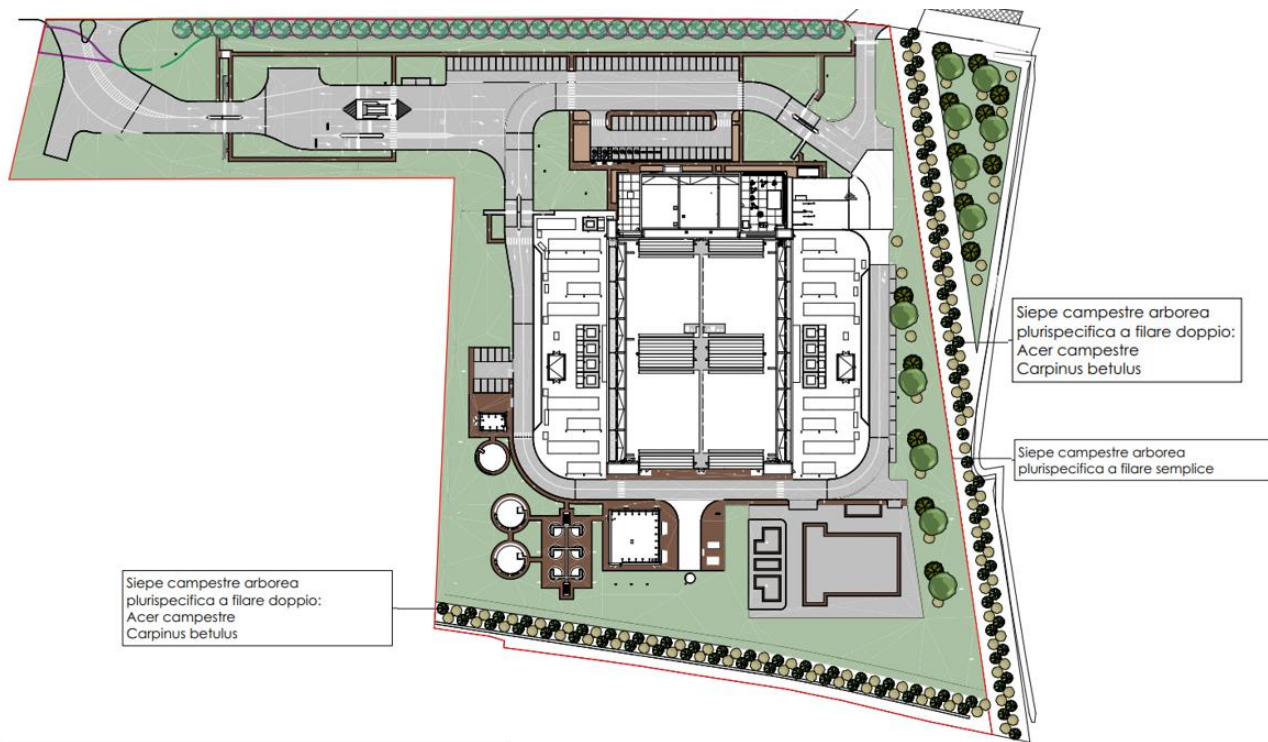 Siepe campestre arborea
plurispecifica a filare doppio:
Acer campestre
Carpinus betulus
Siepe campestre arborea
plurispecifica a filare semplice
Siepe campestre arborea
plurispecifica a filare doppio:
Acer campestre
Carpinus betulus